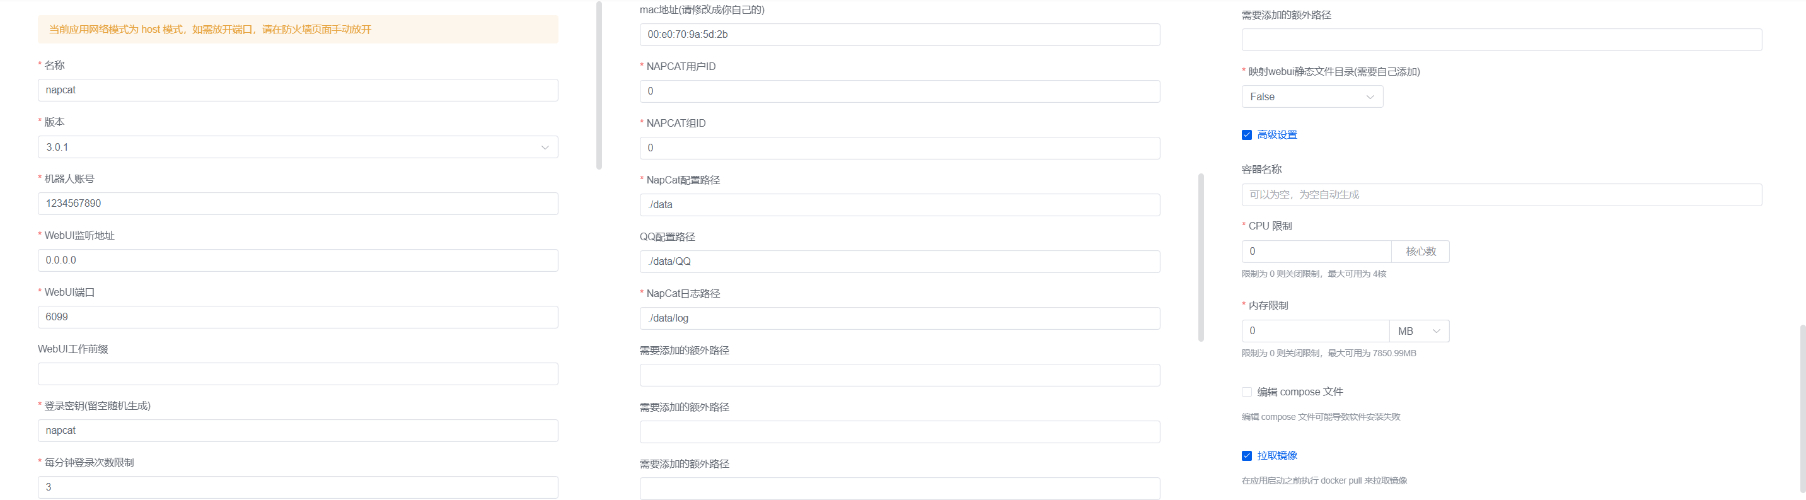 当前应用网络模式为 host 模式，如需放开端口，请在防火墙页面手动放开
* 名称
napcat
* 版本
3.0.1
* 机器人账号
1234567890
* WebUI监听地址
0.0.0.0
* WebUI端口
6099
WebUI工作前缀
* 登录密钥(留空随机生成)
napcat
* 每分钟登录次数限制
3
mac地址(请修改成你自己的)
00:e0:70:9a:5d:2b
* NAPCAT用户ID
0
* NAPCAT组ID
0
* NapCat配置路径
./data
QQ配置路径
./data/QQ
* NapCat日志路径
./data/log
需要添加的额外路径
需要添加的额外路径
需要添加的额外路径
需要添加的额外路径
* 映射webui静态文件目录(需要自己添加)
False
高级设置
容器名称
可以为空，为空自动生成
* CPU 限制
0 核心数
限制为 0 则关闭限制，最大可用为 4核
* 内存限制
0 MB
限制为 0 则关闭限制，最大可用为 7850.99MB
编辑 compose 文件
编辑 compose 文件可能导致软件安装失败
拉取镜像
在应用启动之前执行 docker pull 来拉取镜像